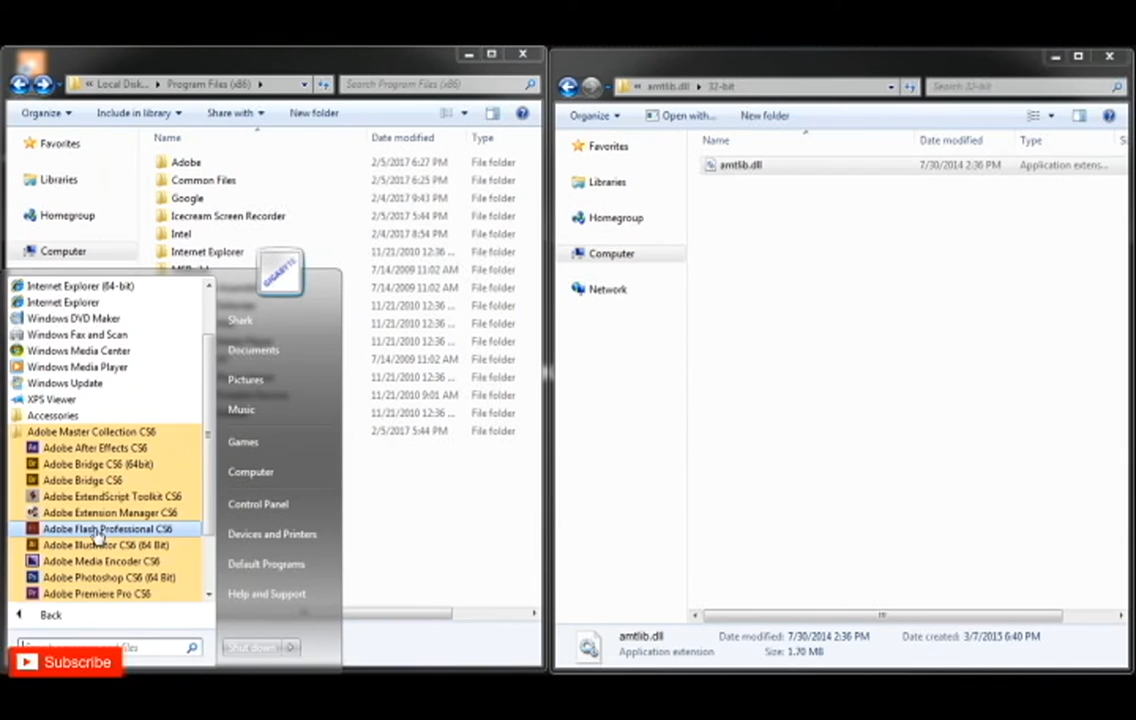 Local Disk... Program Files (x86)
Search Program Files (x86)
Organize Include in library Share with New folder
Favorites
Libraries
Homegroup
Computer
Name Date modified Type
Adobe 2/5/2017 6:27 PM File folder
Common Files 2/5/2017 6:25 PM File folder
Google 2/4/2017 9:43 PM File folder
Icecream Screen Recorder 2/5/2017 5:44 PM File folder
Intel 2/4/2017 8:54 PM File folder
Internet Explorer 11/21/2010 12:36 ... File folder
7/14/2009 11:02 AM File folder
7/14/2009 11:02 AM File folder
11/21/2010 12:36 ... File folder
11/21/2010 12:36 ... File folder
11/21/2010 12:36 ... File folder
7/14/2009 11:02 AM File folder
11/21/2010 12:36 ... File folder
11/21/2010 9:01 AM File folder
11/21/2010 12:36 ... File folder
2/5/2017 5:44 PM File folder
Internet Explorer (64-bit)
Internet Explorer
Windows DVD Maker
Windows Fax and Scan
Windows Media Center
Windows Media Player
Windows Update
XPS Viewer
Accessories
Adobe Master Collection CS6
Adobe After Effects CS6
Adobe Bridge CS6 (64bit)
Adobe Bridge CS6
Adobe ExtendScript Toolkit CS6
Adobe Extension Manager CS6
Adobe Flash Professional CS6
Adobe Illustrator CS6 (64 Bit)
Adobe Media Encoder CS6
Adobe Photoshop CS6 (64 Bit)
Adobe Premiere Pro CS6
Back
Subscribe
GIGABYTE
Shark
Documents
Pictures
Music
Games
Computer
Control Panel
Devices and Printers
Default Programs
Help and Support
Shut down
amtlib.dll 32-bit
Search 32-bit
Organize Open with... New folder
Favorites
Libraries
Homegroup
Computer
Network
Name Date modified Type
amtlib.dll 7/30/2014 2:36 PM Application extens...
amtlib.dll Date modified: 7/30/2014 2:36 PM Date created: 3/7/2015 6:40 PM
Application extension Size: 1.70 MB